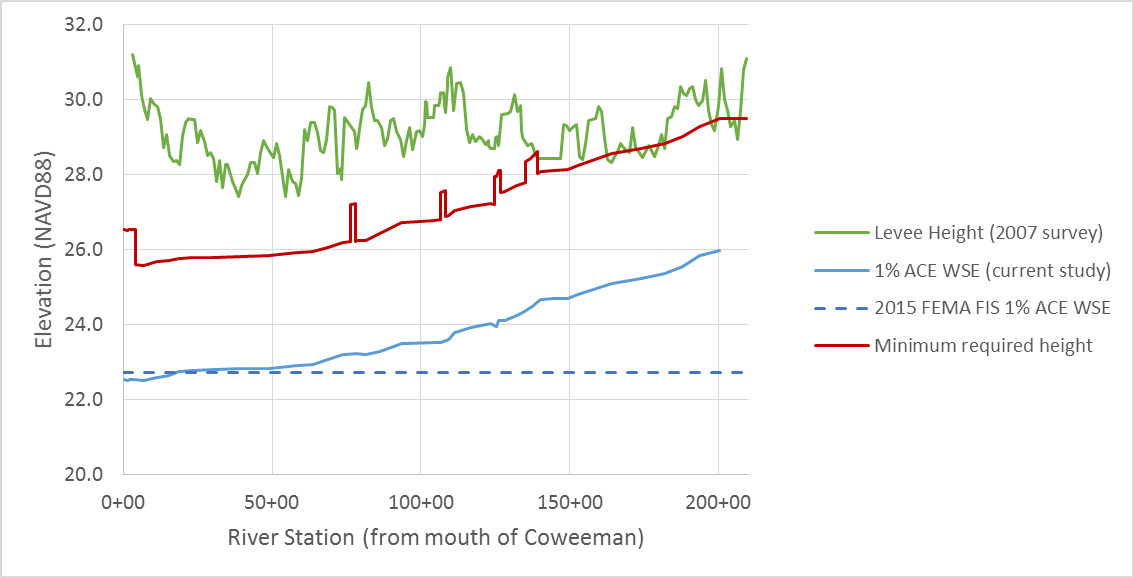 32.0
30.0
28.0
26.0
24.0
22.0
20.0
Elevation (NAVD88)
0+00 50+00 100+00 150+00 200+00
River Station (from mouth of Coweeman)
Levee Height (2007 survey)
1% ACE WSE (current study)
2015 FEMA FIS 1% ACE WSE
Minimum required height